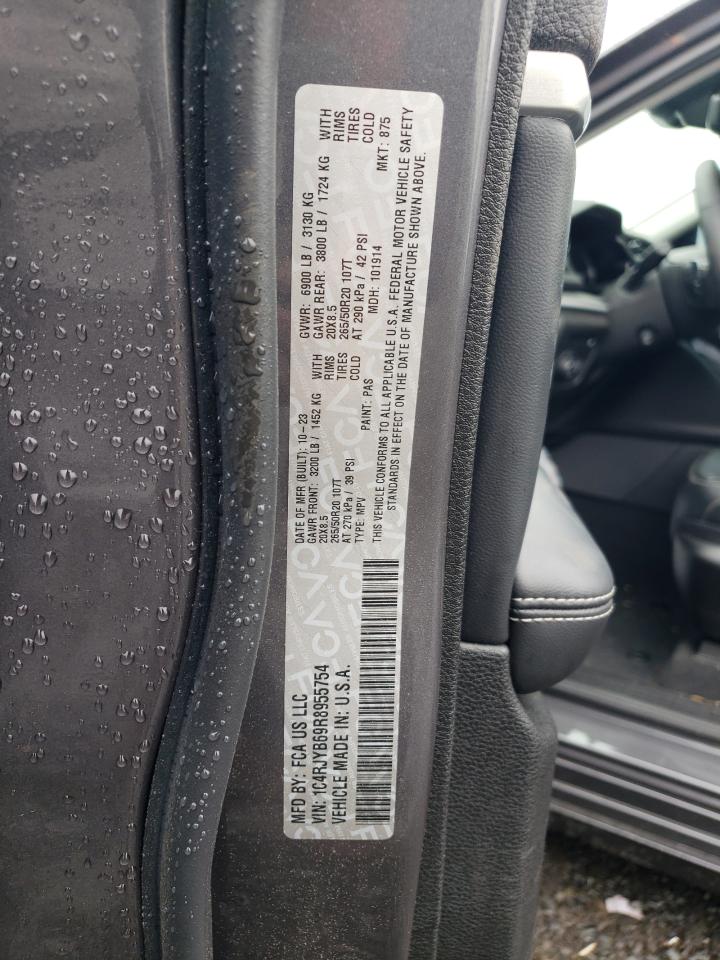 MFD BY: FCA US LLC
VIN: 1C4RJYB69R8955754
VEHICLE MADE IN: U.S.A.
DATE OF MFR (BUILT): 10-23
GAWR FRONT: 3200 LB / 1452 KG WITH
20X8.5 RIMS
265/50R20 107T TIRES
AT 270 kPa / 39 PSI COLD
TYPE: MPV
GVWR: 6900 LB / 3130 KG
GAWR REAR: 3800 LB / 1724 KG WITH
20X8.5 RIMS
265/50R20 107T TIRES
AT 290 kPa / 42 PSI COLD
PAINT: PAS MDH: 101914 MKT: 875
THIS VEHICLE CONFORMS TO ALL APPLICABLE U.S.A. FEDERAL MOTOR VEHICLE SAFETY
STANDARDS IN EFFECT ON THE DATE OF MANUFACTURE SHOWN ABOVE.